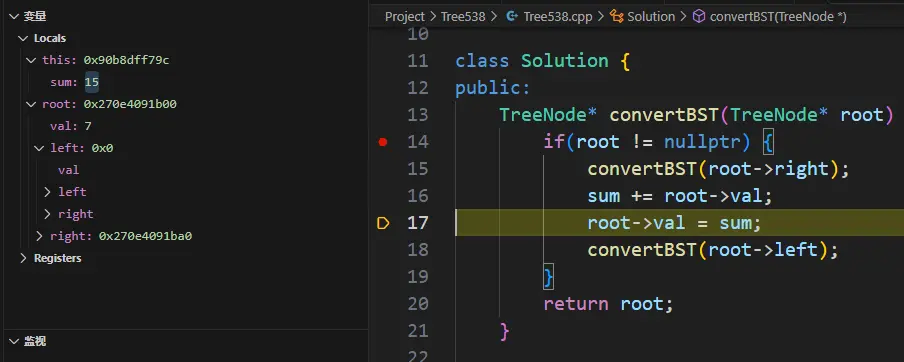 变量
Locals
this: 0x90b8dff79c
sum: 15
root: 0x270e4091b00
val: 7
left: 0x0
val
left
right
right: 0x270e4091ba0
Registers
监视
Project > Tree538 > Tree538.cpp > Solution > convertBST(TreeNode *)
10
11 class Solution {
12 public:
13 TreeNode* convertBST(TreeNode* root)
14 if(root != nullptr) {
15 convertBST(root->right);
16 sum += root->val;
17 root->val = sum;
18 convertBST(root->left);
19 }
20 return root;
21 }
22